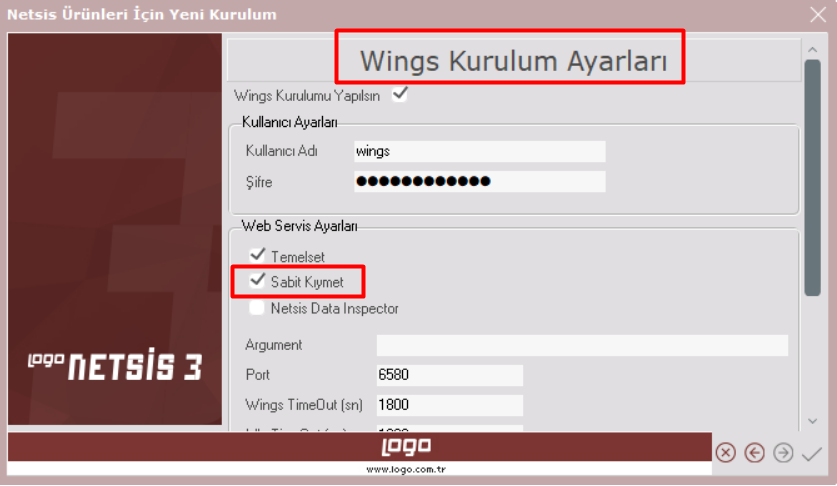 Netsis Ürünleri İçin Yeni Kurulum
Wings Kurulum Ayarları
Wings Kurulumu Yapılsın
Kullanıcı Ayarları
Kullanıcı Adı wings
Şifre ●●●●●●●●●●●●
Web Servis Ayarları
Temelset
Sabit Kıymet
Netsis Data Inspector
Argument
Port 6580
Wings TimeOut (sn) 1800
LOGO NETSİS 3
LOGO
www.logo.com.tr